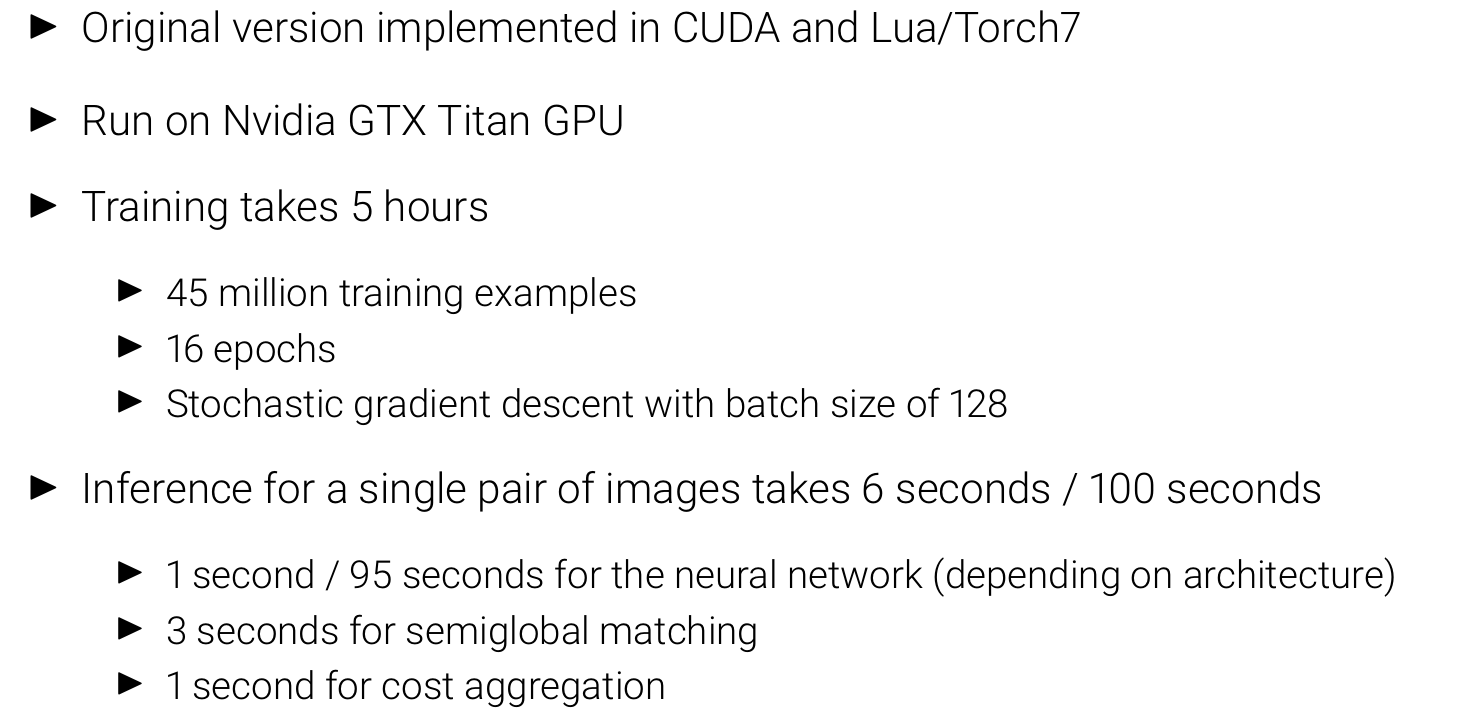 ► Original version implemented in CUDA and Lua/Torch7
► Run on Nvidia GTX Titan GPU
► Training takes 5 hours
► 45 million training examples
► 16 epochs
► Stochastic gradient descent with batch size of 128
► Inference for a single pair of images takes 6 seconds / 100 seconds
► 1 second / 95 seconds for the neural network (depending on architecture)
► 3 seconds for semiglobal matching
► 1 second for cost aggregation